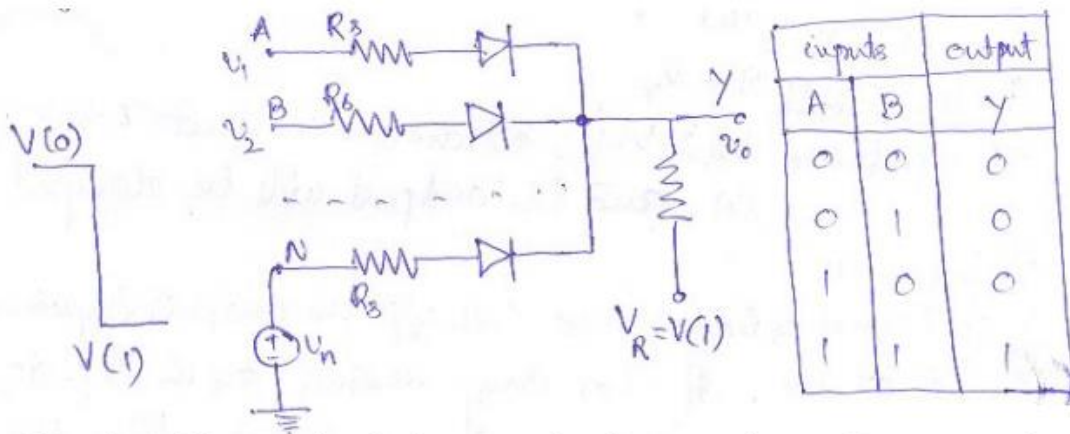 A R3
v1
B R6
v2
V(0)
V(1)
N
R3
vn
Y
v0
VR = V(1)
inputs output
A B Y
0 0 0
0 1 0
1 0 0
1 1 1